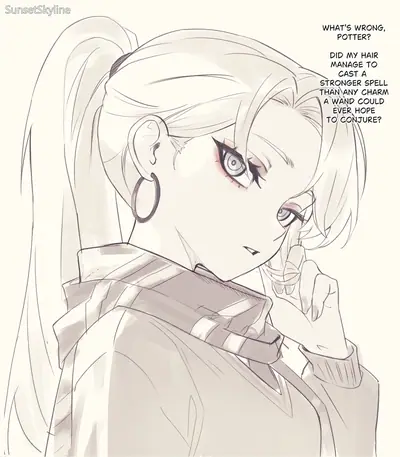 SunsetSkyline
WHAT'S WRONG,
POTTER?
DID MY HAIR
MANAGE TO
CAST A
STRONGER SPELL
THAN ANY CHARM
A WAND COULD
EVER HOPE
TO CONJURE?